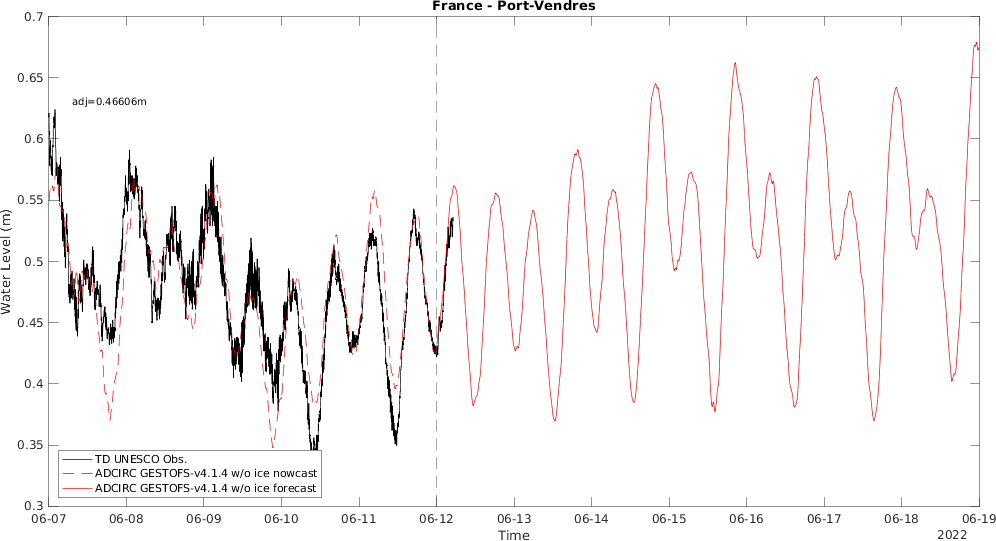 France - Port-Vendres
0.7
0.65
0.6
0.55
0.5
0.45
0.4
0.35
0.3
Water Level (m)
adj=0.46606m
TD UNESCO Obs.
ADCIRC GESTOFS-v4.1.4 w/o ice nowcast
ADCIRC GESTOFS-v4.1.4 w/o ice forecast
06-07 06-08 06-09 06-10 06-11 06-12 06-13 06-14 06-15 06-16 06-17 06-18 06-19
Time
2022